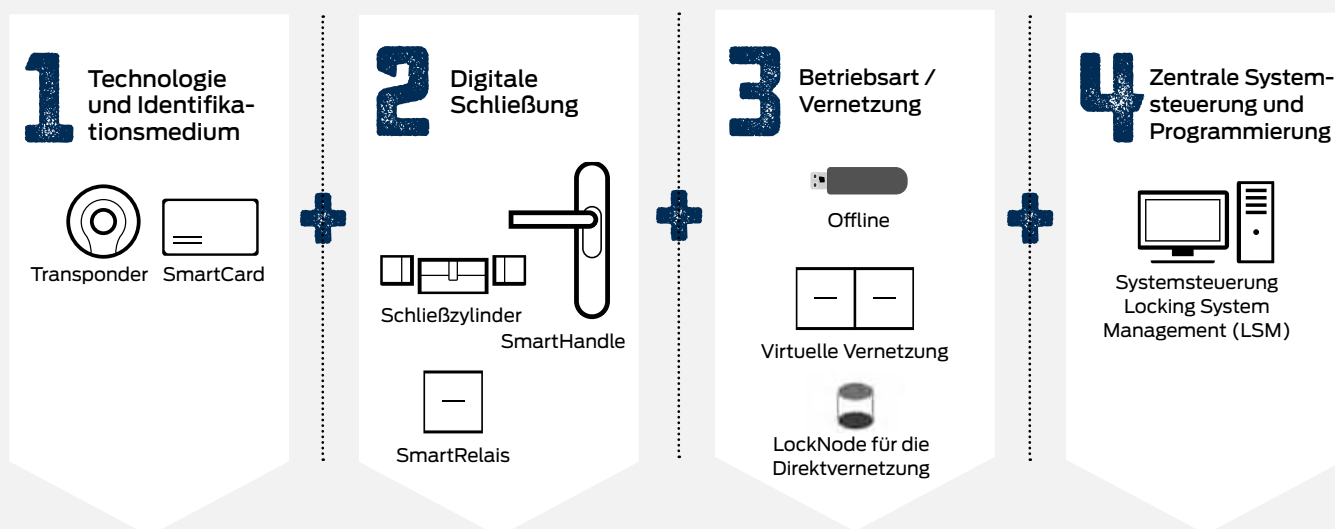 1
Technologie
und Identifika-
tionsmedium
Transponder
SmartCard
+
2
Digitale
Schließung
Schließzylinder
SmartHandle
SmartRelais
+
3
Betriebsart /
Vernetzung
Offline
Virtuelle Vernetzung
LockNode für die
Direktvernetzung
+
4
Zentrale System-
steuerung und
Programmierung
Systemsteuerung
Locking System
Management (LSM)